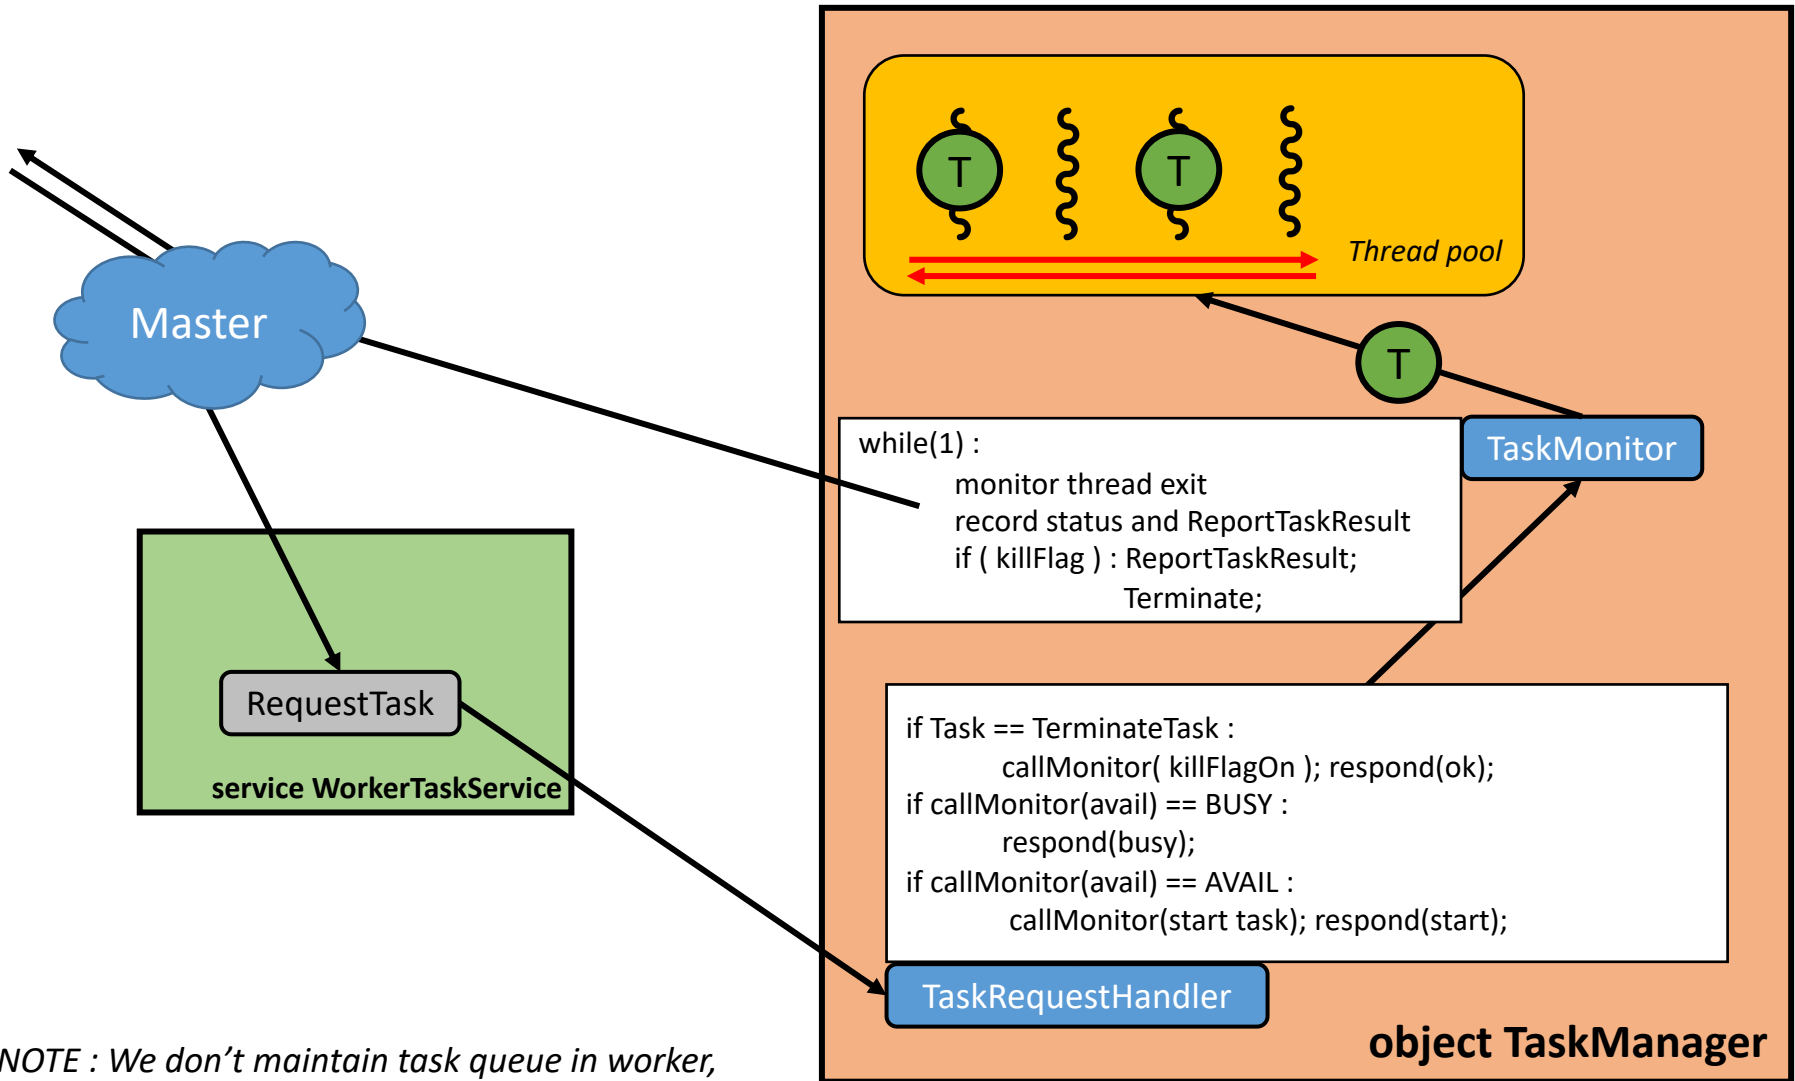 T
T
Thread pool
Master
T
while(1) :
monitor thread exit
record status and ReportTaskResult
if ( killFlag ) : ReportTaskResult;
Terminate;
TaskMonitor
RequestTask
service WorkerTaskService
if Task == TerminateTask :
callMonitor( killFlagOn ); respond(ok);
if callMonitor(avail) == BUSY :
respond(busy);
if callMonitor(avail) == AVAIL :
callMonitor(start task); respond(start);
TaskRequestHandler
object TaskManager
NOTE : We don’t maintain task queue in worker,